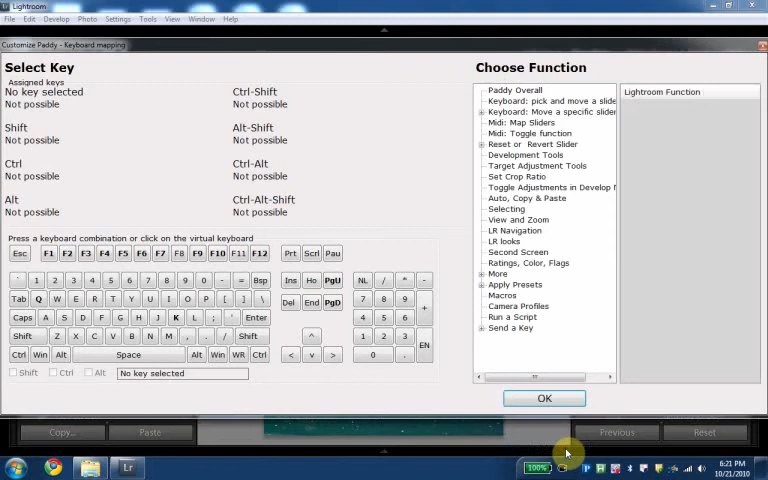 Lr Lightroom
File Edit Develop Photo Settings Tools View Window Help
Customize Paddy - Keyboard mapping
Select Key
Assigned keys
No key selected
Not possible
Ctrl-Shift
Not possible
Shift
Not possible
Alt-Shift
Not possible
Ctrl
Not possible
Ctrl-Alt
Not possible
Alt
Not possible
Ctrl-Alt-Shift
Not possible
Press a keyboard combination or click on the virtual keyboard
Esc F1 F2 F3 F4 F5 F6 F7 F8 F9 F10 F11 F12 Prt Scrl Pau
` 1 2 3 4 5 6 7 8 9 0 - = Bsp Ins Ho PgU NL / * -
Tab Q W E R T Y U I O P [ ] \ Del End PgD 7 8 9 +
Caps A S D F G H J K L ; ' Enter 4 5 6
Shift Z X C V B N M , . / Shift ^ 1 2 3 EN
Ctrl Win Alt Space Alt Win WR Ctrl < v > 0 .
Shift Ctrl Alt No key selected
Choose Function
Paddy Overall
Keyboard: pick and move a slide
Keyboard: Move a specific slider
Midi: Map Sliders
Midi: Toggle function
Reset or Revert Slider
Development Tools
Target Adjustment Tools
Set Crop Ratio
Toggle Adjustments in Develop M
Auto, Copy & Paste
Selecting
View and Zoom
LR Navigation
LR looks
Second Screen
Ratings, Color, Flags
More
Apply Presets
Macros
Camera Profiles
Run a Script
Send a Key
Lightroom Function
OK
Copy... Paste Previous Reset
Lr 100% 6:21 PM
10/21/2010